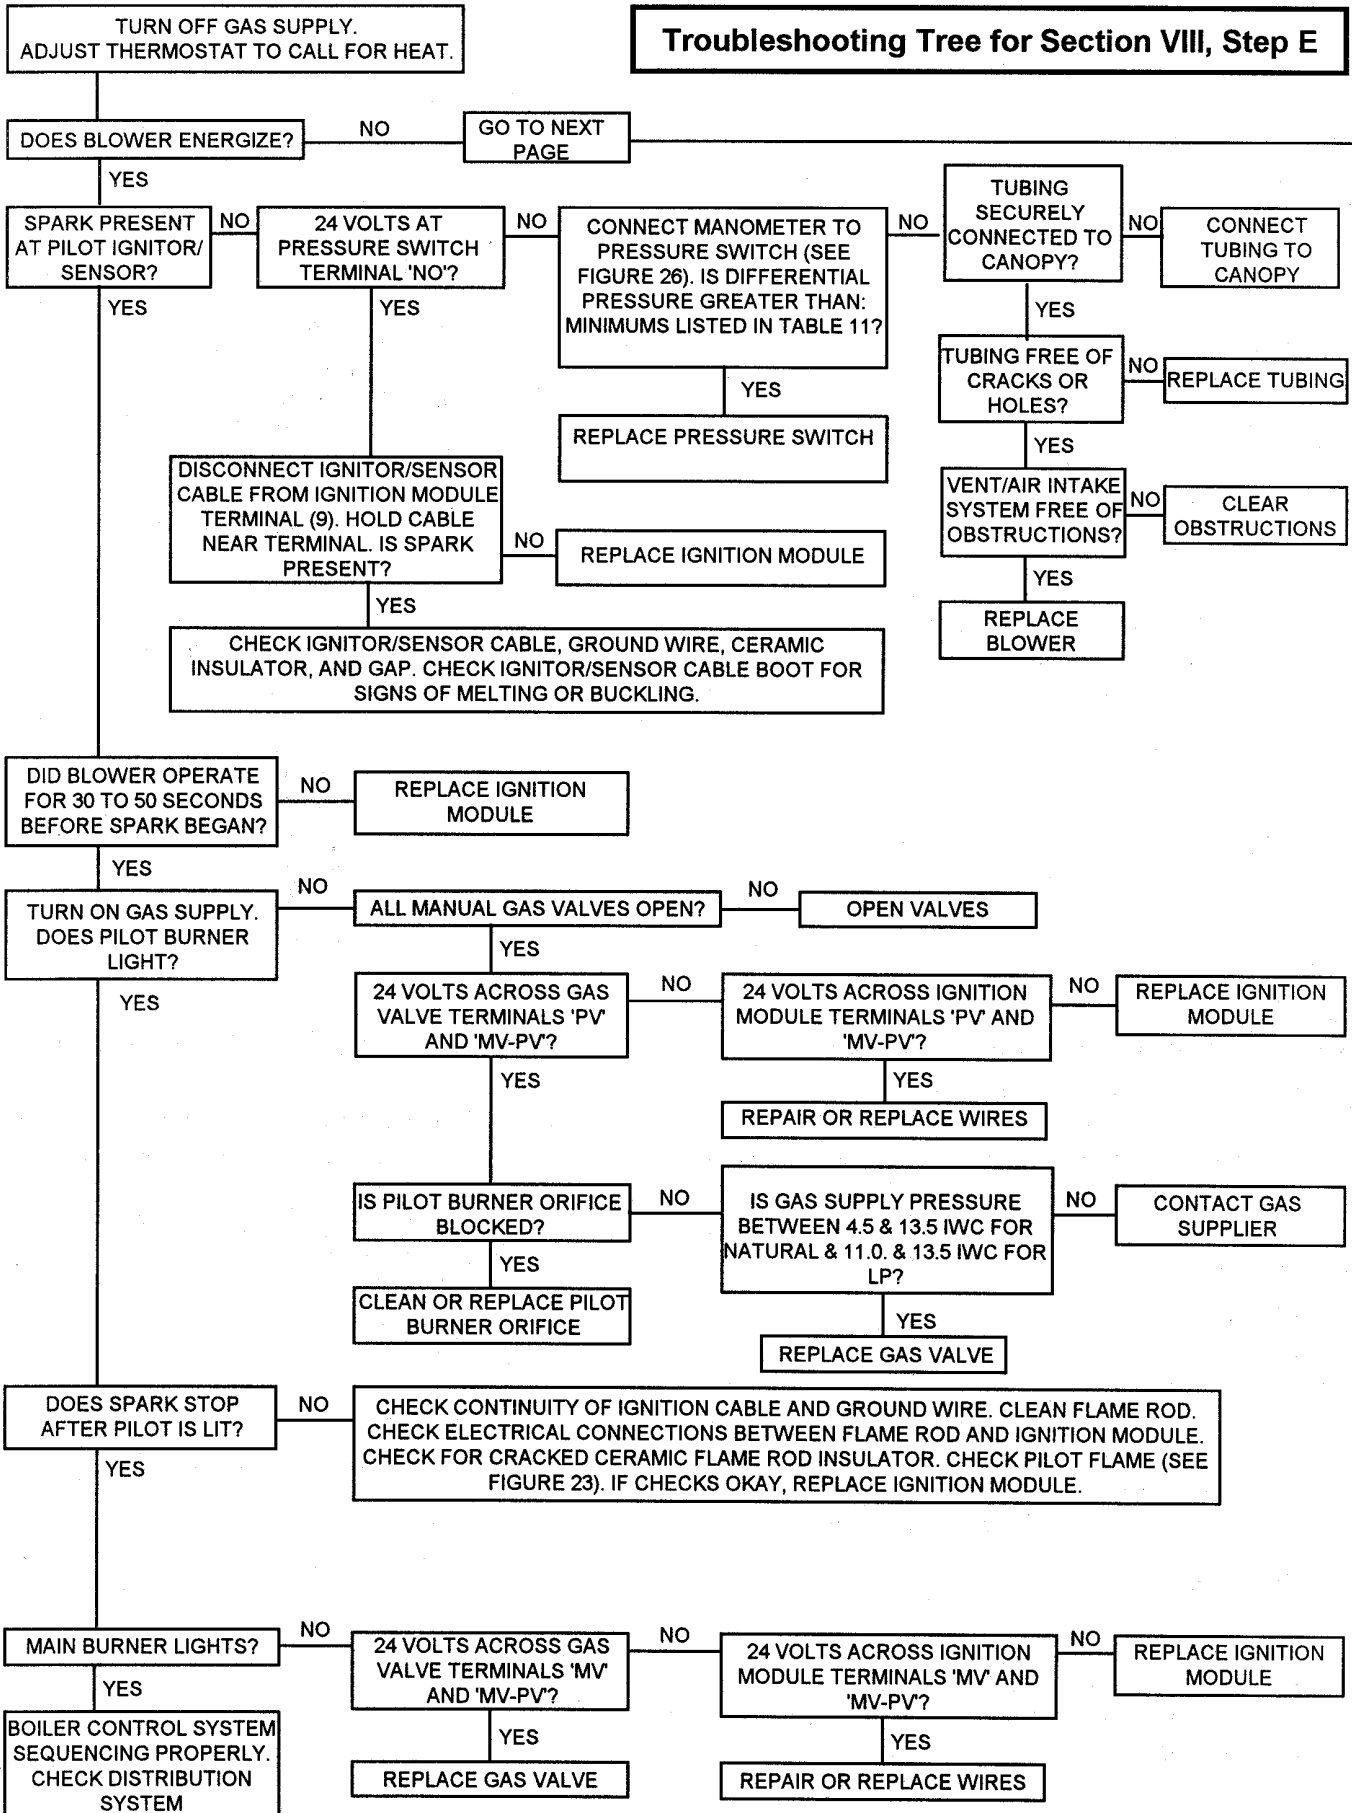 TURN OFF GAS SUPPLY.
ADJUST THERMOSTAT TO CALL FOR HEAT.
Troubleshooting Tree for Section VIII, Step E
DOES BLOWER ENERGIZE?
NO
GO TO NEXT
PAGE
YES
SPARK PRESENT
AT PILOT IGNITOR/
SENSOR?
NO
24 VOLTS AT
PRESSURE SWITCH
TERMINAL 'NO'?
NO
CONNECT MANOMETER TO
PRESSURE SWITCH (SEE
FIGURE 26). IS DIFFERENTIAL
PRESSURE GREATER THAN:
MINIMUMS LISTED IN TABLE 11?
NO
TUBING
SECURELY
CONNECTED TO
CANOPY?
NO
CONNECT
TUBING TO
CANOPY
YES
YES
YES
YES
TUBING FREE OF
CRACKS OR
HOLES?
NO
REPLACE TUBING
REPLACE PRESSURE SWITCH
YES
DISCONNECT IGNITOR/SENSOR
CABLE FROM IGNITION MODULE
TERMINAL (9). HOLD CABLE
NEAR TERMINAL. IS SPARK
PRESENT?
NO
REPLACE IGNITION MODULE
VENT/AIR INTAKE
SYSTEM FREE OF
OBSTRUCTIONS?
NO
CLEAR
OBSTRUCTIONS
YES
YES
REPLACE
BLOWER
CHECK IGNITOR/SENSOR CABLE, GROUND WIRE, CERAMIC
INSULATOR, AND GAP. CHECK IGNITOR/SENSOR CABLE BOOT FOR
SIGNS OF MELTING OR BUCKLING.
DID BLOWER OPERATE
FOR 30 TO 50 SECONDS
BEFORE SPARK BEGAN?
NO
REPLACE IGNITION
MODULE
YES
TURN ON GAS SUPPLY.
DOES PILOT BURNER
LIGHT?
NO
ALL MANUAL GAS VALVES OPEN?
NO
OPEN VALVES
YES
YES
24 VOLTS ACROSS GAS
VALVE TERMINALS 'PV'
AND 'MV-PV'?
NO
24 VOLTS ACROSS IGNITION
MODULE TERMINALS 'PV' AND
'MV-PV'?
NO
REPLACE IGNITION
MODULE
YES
YES
REPAIR OR REPLACE WIRES
IS PILOT BURNER ORIFICE
BLOCKED?
NO
IS GAS SUPPLY PRESSURE
BETWEEN 4.5 & 13.5 IWC FOR
NATURAL & 11.0. & 13.5 IWC FOR
LP?
NO
CONTACT GAS
SUPPLIER
YES
CLEAN OR REPLACE PILOT
BURNER ORIFICE
YES
REPLACE GAS VALVE
DOES SPARK STOP
AFTER PILOT IS LIT?
NO
CHECK CONTINUITY OF IGNITION CABLE AND GROUND WIRE. CLEAN FLAME ROD.
CHECK ELECTRICAL CONNECTIONS BETWEEN FLAME ROD AND IGNITION MODULE.
CHECK FOR CRACKED CERAMIC FLAME ROD INSULATOR. CHECK PILOT FLAME (SEE
FIGURE 23). IF CHECKS OKAY, REPLACE IGNITION MODULE.
YES
MAIN BURNER LIGHTS?
NO
24 VOLTS ACROSS GAS
VALVE TERMINALS 'MV'
AND 'MV-PV'?
NO
24 VOLTS ACROSS IGNITION
MODULE TERMINALS 'MV' AND
'MV-PV'?
NO
REPLACE IGNITION
MODULE
YES
BOILER CONTROL SYSTEM
SEQUENCING PROPERLY.
CHECK DISTRIBUTION
SYSTEM
YES
REPLACE GAS VALVE
YES
REPAIR OR REPLACE WIRES